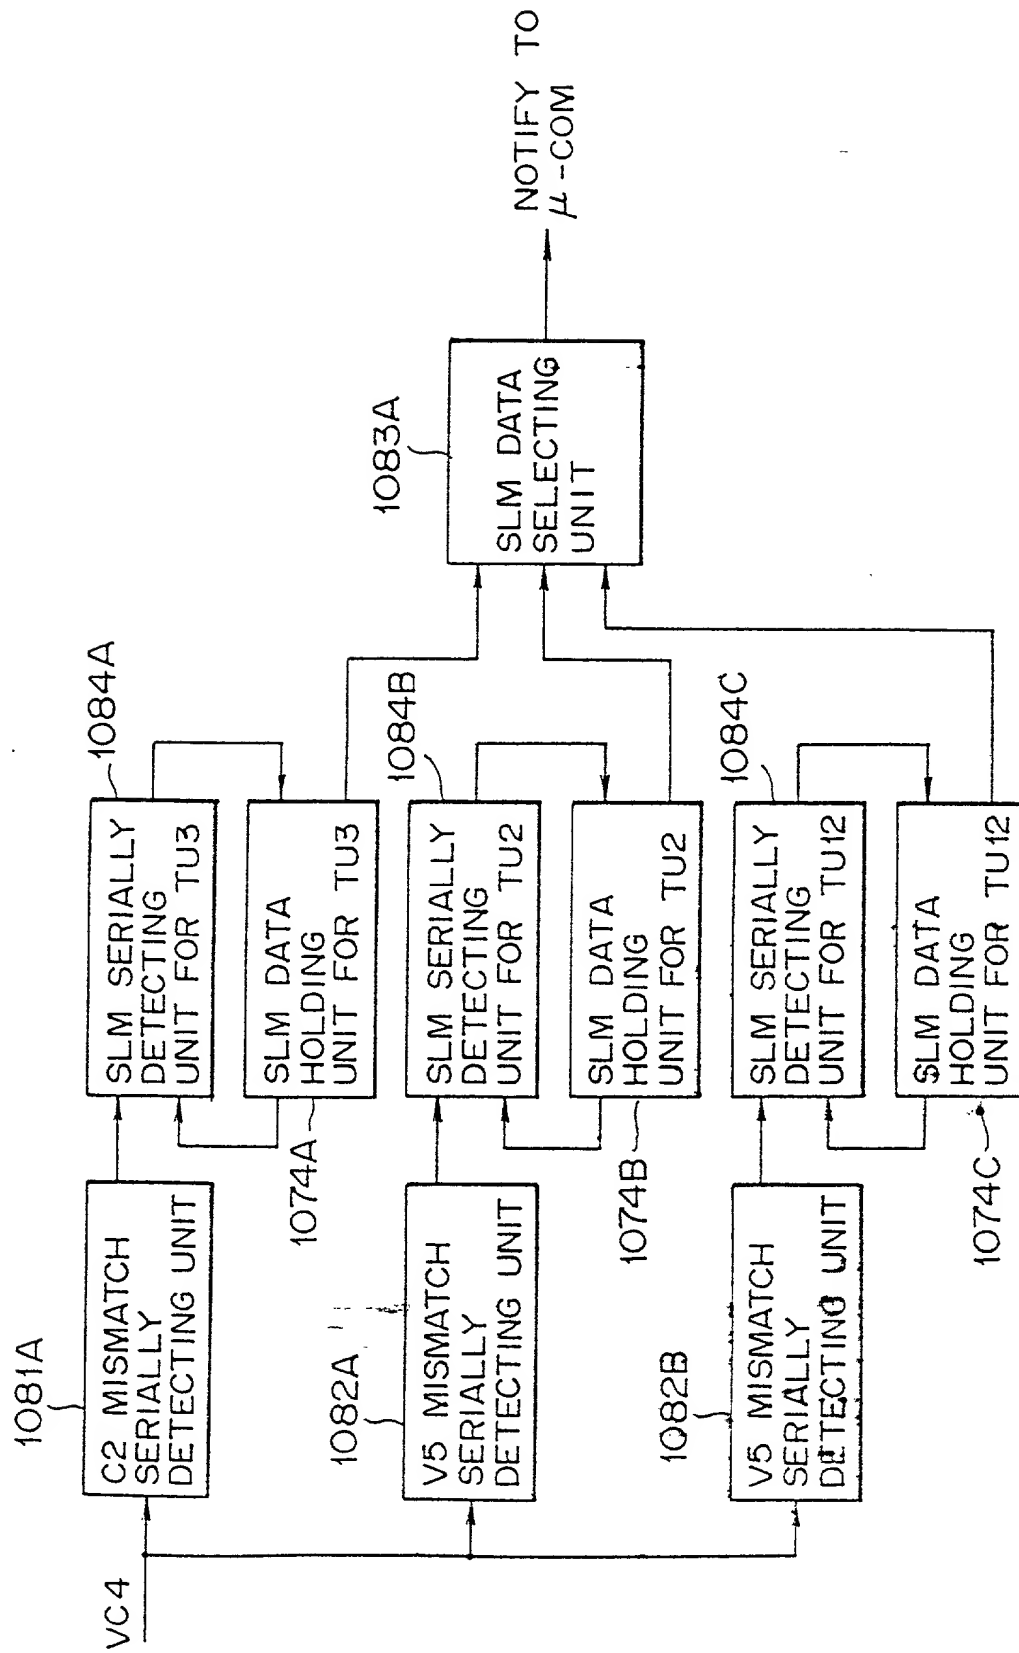 VC4
1081A
C2 MISMATCH
SERIALLY
DETECTING UNIT
1082A
V5 MISMATCH
SERIALLY
DETECTING UNIT
1082B
V5 MISMATCH
SERIALLY
DETECTING UNIT
1084A
SLM SERIALLY
DETECTING
UNIT FOR TU3
1074A
SLM DATA
HOLDING
UNIT FOR TU3
1084B
SLM SERIALLY
DETECTING
UNIT FOR TU2
1074B
SLM DATA
HOLDING
UNIT FOR TU2
1084C
SLM SERIALLY
DETECTING
UNIT FOR TU12
1074C
SLM DATA
HOLDING
UNIT FOR TU12
1083A
SLM DATA
SELECTING
UNIT
NOTIFY TO
μ-COM